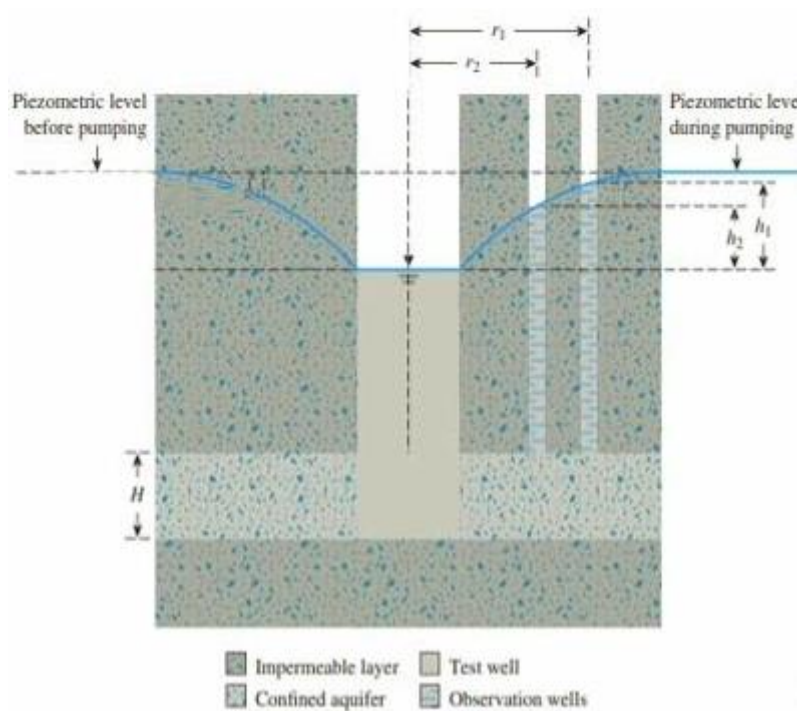 r1
r2
Piezometric level
before pumping
Piezometric leve
during pumping
h1
h2
H
Impermeable layer
Test well
Confined aquifer
Observation wells